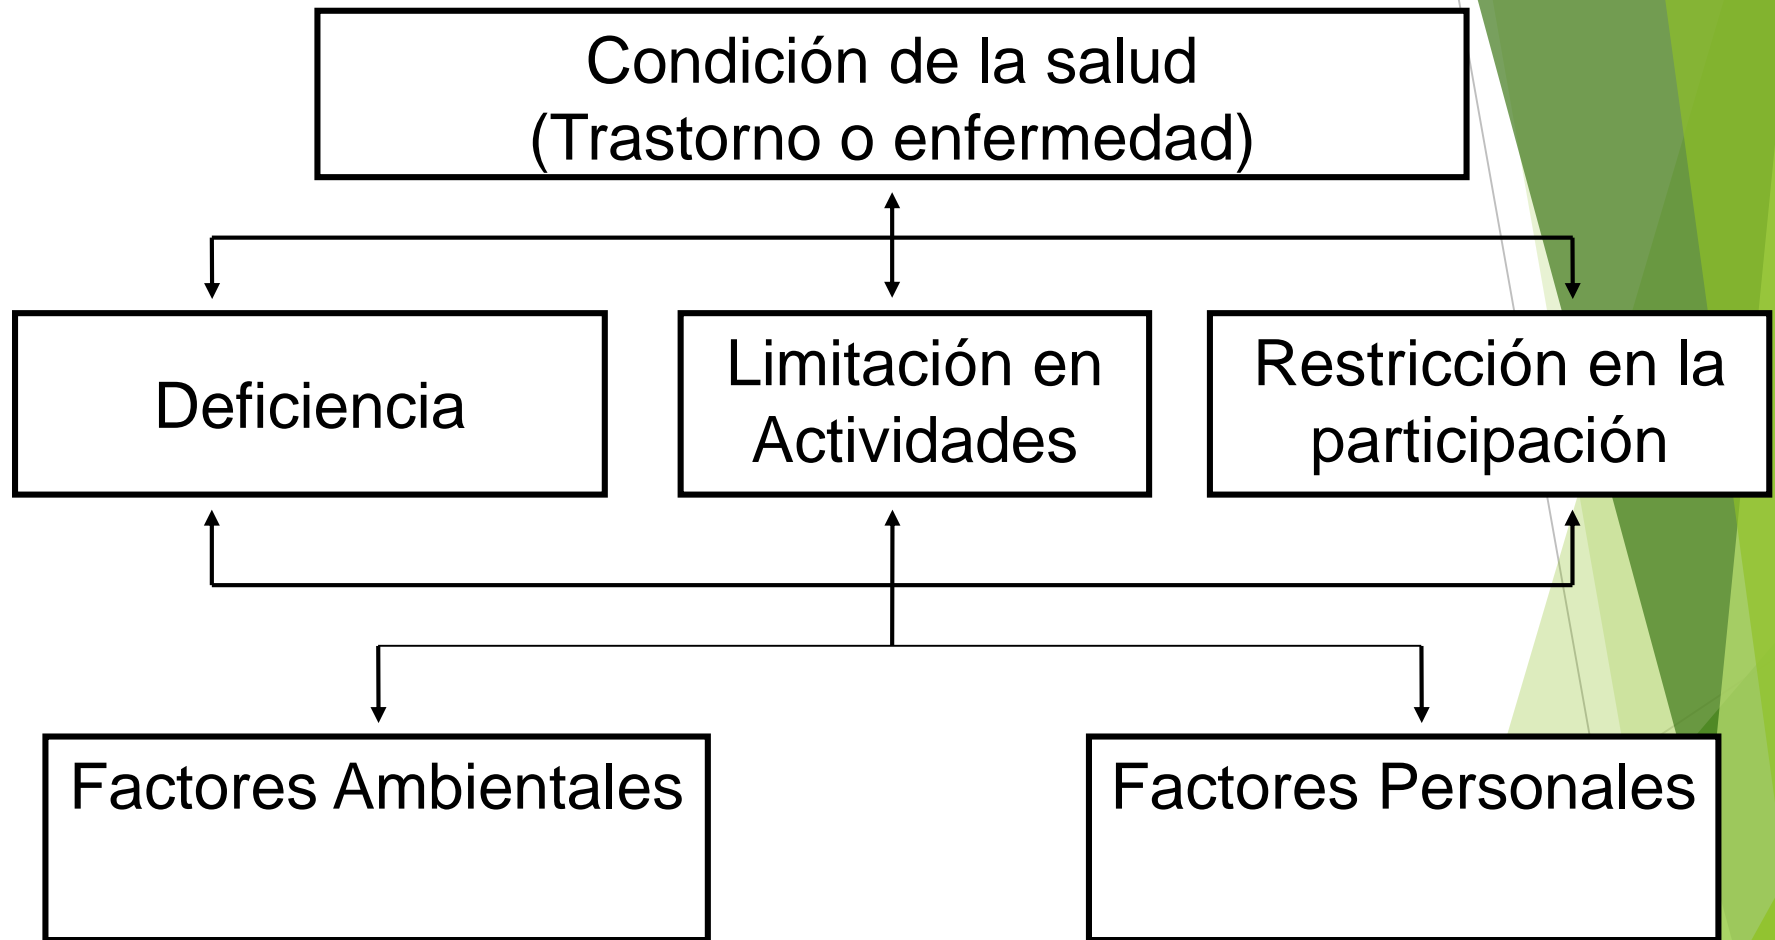 Condición de la salud
(Trastorno o enfermedad)
Deficiencia
Limitación en
Actividades
Restricción en la
participación
Factores Ambientales
Factores Personales